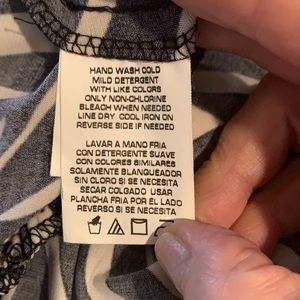 HAND WASH COLD
MILD DETERGENT
WITH LIKE COLORS
ONLY NON-CHLORINE
BLEACH WHEN NEEDED
LINE DRY COOL IRON ON
REVERSE SIDE IF NEEDED
LAVAR A MANO FRIA
CON DETERGENTE SUAVE
CON COLORES SIMILARES
SOLAMENTE BLANQUEADOR
SIN CLORO SI SE NECESITA
SECAR COLGADO USAR
PLANCHA FRIA POR EL LADO
REVERSO SI SE NECESITA